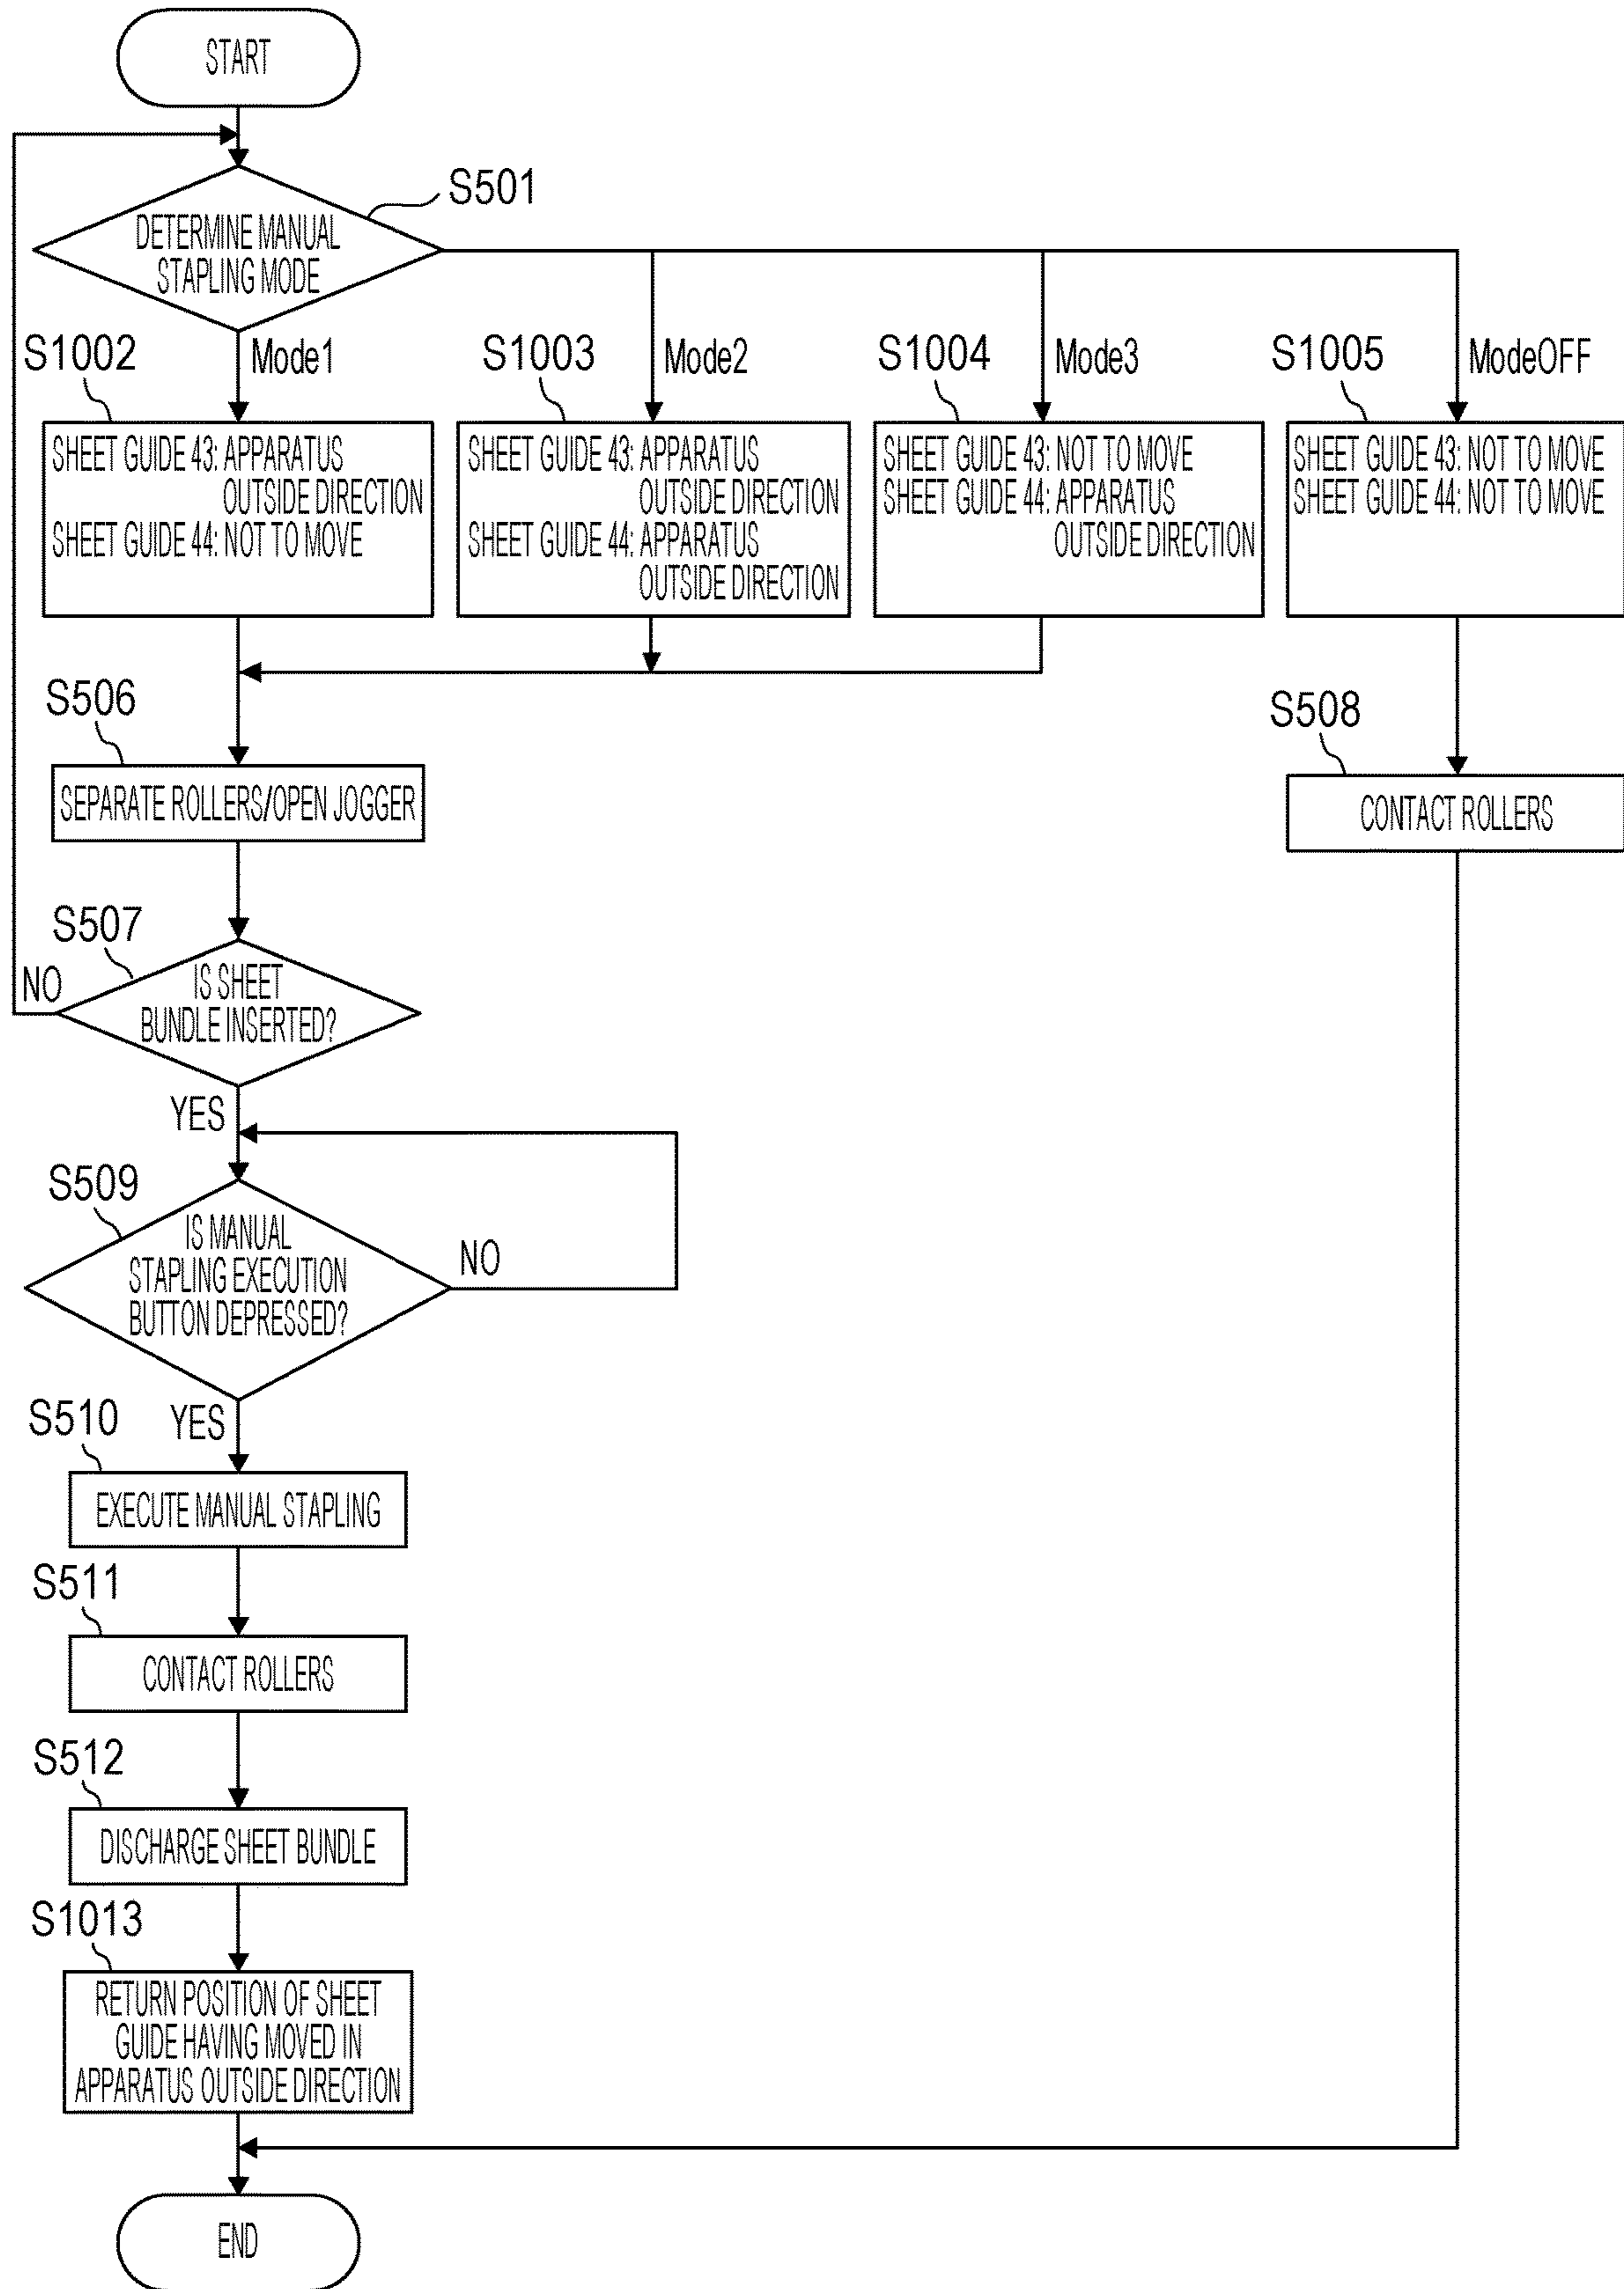 START
S501
DETERMINE MANUAL
STAPLING MODE
S1002
Mode1
S1003
Mode2
S1004
Mode3
S1005
ModeOFF
SHEET GUIDE 43: APPARATUS
OUTSIDE DIRECTION
SHEET GUIDE 44: NOT TO MOVE
SHEET GUIDE 43: APPARATUS
OUTSIDE DIRECTION
SHEET GUIDE 44: APPARATUS
OUTSIDE DIRECTION
SHEET GUIDE 43: NOT TO MOVE
SHEET GUIDE 44: APPARATUS
OUTSIDE DIRECTION
SHEET GUIDE 43: NOT TO MOVE
SHEET GUIDE 44: NOT TO MOVE
S506
SEPARATE ROLLERS/OPEN JOGGER
S508
CONTACT ROLLERS
S507
NO
IS SHEET
BUNDLE INSERTED?
YES
S509
IS MANUAL
STAPLING EXECUTION
BUTTON DEPRESSED?
NO
YES
S510
EXECUTE MANUAL STAPLING
S511
CONTACT ROLLERS
S512
DISCHARGE SHEET BUNDLE
S1013
RETURN POSITION OF SHEET
GUIDE HAVING MOVED IN
APPARATUS OUTSIDE DIRECTION
END